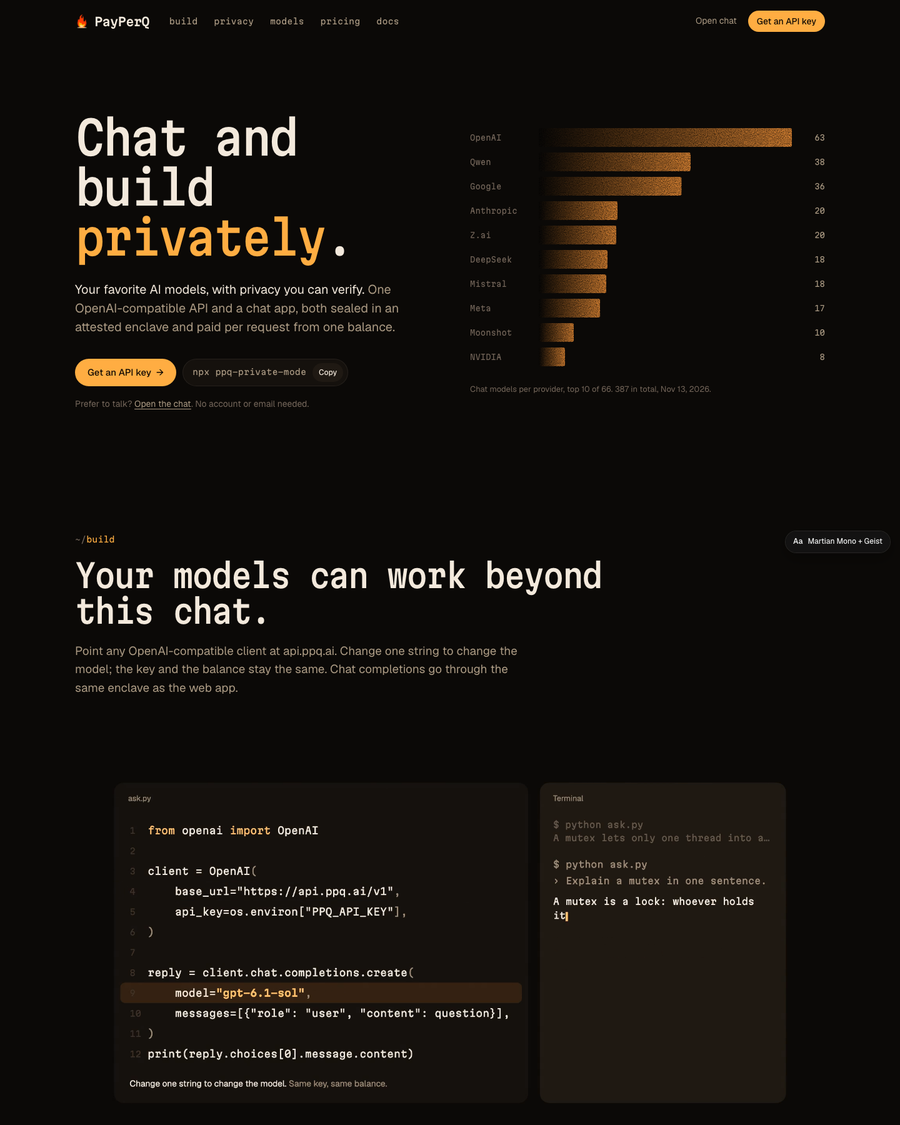 PayPerQ build privacy models pricing docs Open chat Get an API key
Chat and
build
privately.
Your favorite AI models, with privacy you can verify. One
OpenAI-compatible API and a chat app, both sealed in an
attested enclave and paid per request from one balance.
Get an API key → npx ppq-private-mode Copy
Prefer to talk? Open the chat. No account or email needed.
OpenAI 63
Qwen 38
Google 36
Anthropic 20
Z.ai 20
DeepSeek 18
Mistral 18
Meta 17
Moonshot 10
NVIDIA 8
Chat models per provider, top 10 of 66. 387 in total, Nov 13, 2026.
~/build
Aa Martian Mono + Geist
Your models can work beyond
this chat.
Point any OpenAI-compatible client at api.ppq.ai. Change one string to change the
model; the key and the balance stay the same. Chat completions go through the
same enclave as the web app.
ask.py
1 from openai import OpenAI
2
3 client = OpenAI(
4 base_url="https://api.ppq.ai/v1",
5 api_key=os.environ["PPQ_API_KEY"],
6 )
7
8 reply = client.chat.completions.create(
9 model="gpt-6.1-sol",
10 messages=[{"role": "user", "content": question}],
11 )
12 print(reply.choices[0].message.content)
Change one string to change the model. Same key, same balance.
Terminal
$ python ask.py
A mutex lets only one thread into a…
$ python ask.py
› Explain a mutex in one sentence.
A mutex is a lock: whoever holds
it